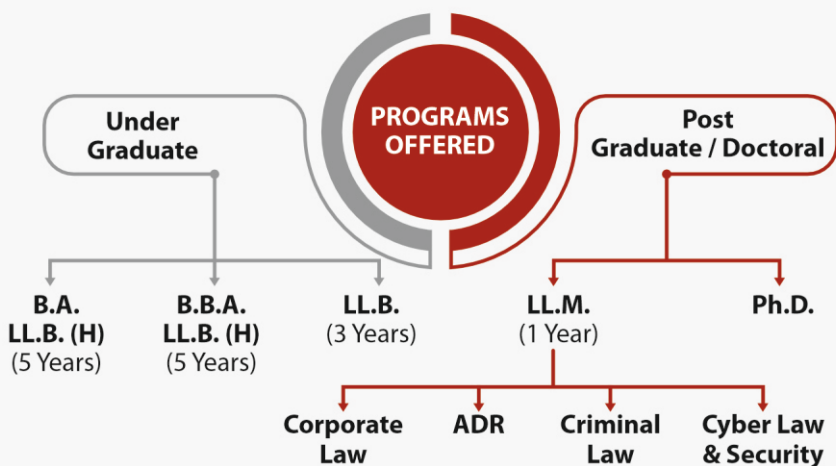 PROGRAMS
OFFERED
Under
Graduate
Post
Graduate / Doctoral
B.A.
LL.B. (H)
(5 Years)
B.B.A.
LL.B. (H)
(5 Years)
LL.B.
(3 Years)
LL.M.
(1 Year)
Ph.D.
Corporate
Law
ADR
Criminal
Law
Cyber Law
& Security